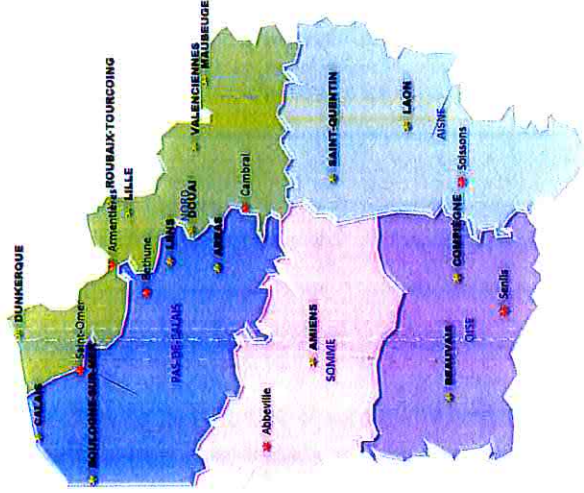 DUNKERQUE
CALAIS
Saint-Omer
BOULOGNE-SUR-MER
Armentières
ROUBAIX-TOURCOING
LILLE
Béthune
LENS
NORD
DOUAI
VALENCIENNES
MAUBEUGE
PAS-DE-CALAIS
ARRAS
Cambrai
Abbeville
AMIENS
SOMME
SAINT-QUENTIN
LAON
AISNE
Soissons
COMPIEGNE
BEAUVAIS
OISE
Senlis